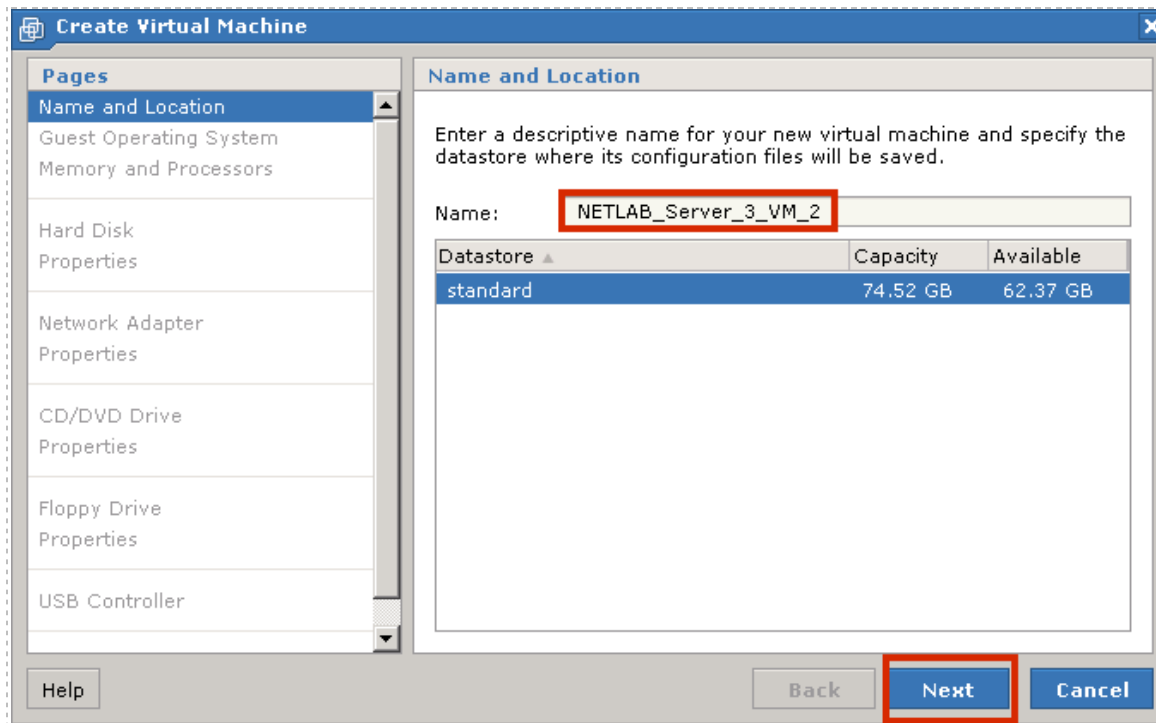 Create Virtual Machine
Pages
Name and Location
Guest Operating System
Memory and Processors
Hard Disk
Properties
Network Adapter
Properties
CD/DVD Drive
Properties
Floppy Drive
Properties
USB Controller
Name and Location
Enter a descriptive name for your new virtual machine and specify the
datastore where its configuration files will be saved.
Name: NETLAB_Server_3_VM_2
Datastore Capacity Available
standard 74.52 GB 62.37 GB
Help Back Next Cancel